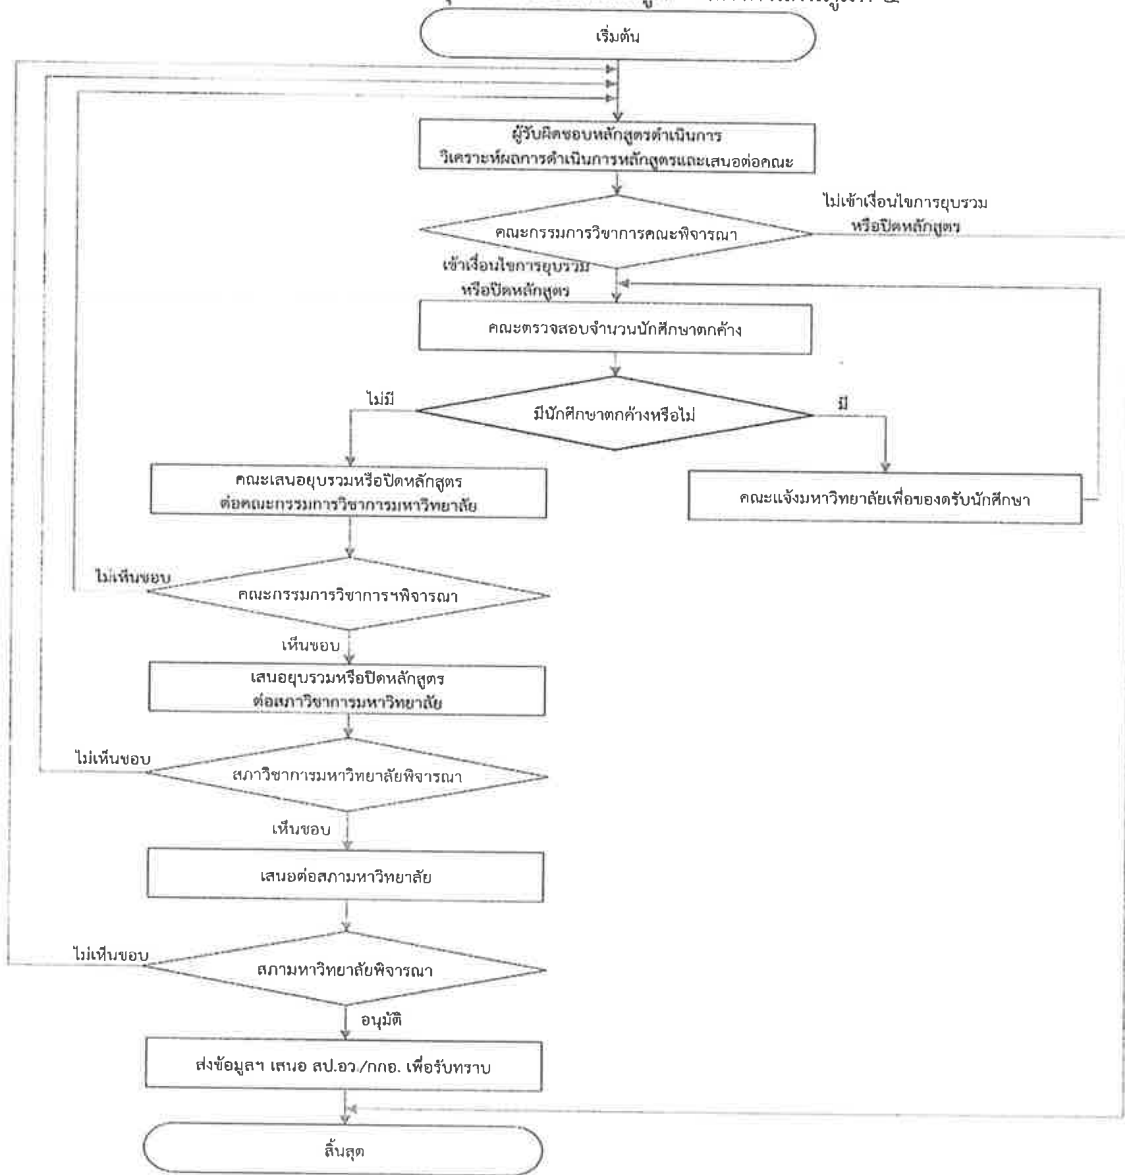 เริ่มต้น
ผู้รับผิดชอบหลักสูตรดำเนินการ
วิเคราะห์ผลการดำเนินการหลักสูตรและเสนอต่อคณะ
ไม่เข้าเงื่อนไขการยุบรวม
หรือปิดหลักสูตร
คณะกรรมการวิชาการคณะพิจารณา
เข้าเงื่อนไขการยุบรวม
หรือปิดหลักสูตร
คณะตรวจสอบจำนวนนักศึกษาตกค้าง
ไม่มี
มีนักศึกษาตกค้างหรือไม่
มี
คณะเสนอยุบรวมหรือปิดหลักสูตร
ต่อคณะกรรมการวิชาการมหาวิทยาลัย
คณะแจ้งมหาวิทยาลัยเพื่อของดรับนักศึกษา
ไม่เห็นชอบ
คณะกรรมการวิชาการฯพิจารณา
เห็นชอบ
เสนอยุบรวมหรือปิดหลักสูตร
ต่อสภาวิชาการมหาวิทยาลัย
ไม่เห็นชอบ
สภาวิชาการมหาวิทยาลัยพิจารณา
เห็นชอบ
เสนอต่อสภามหาวิทยาลัย
ไม่เห็นชอบ
สภามหาวิทยาลัยพิจารณา
อนุมัติ
ส่งข้อมูลฯ เสนอ สป.อว./กกอ. เพื่อรับทราบ
สิ้นสุด